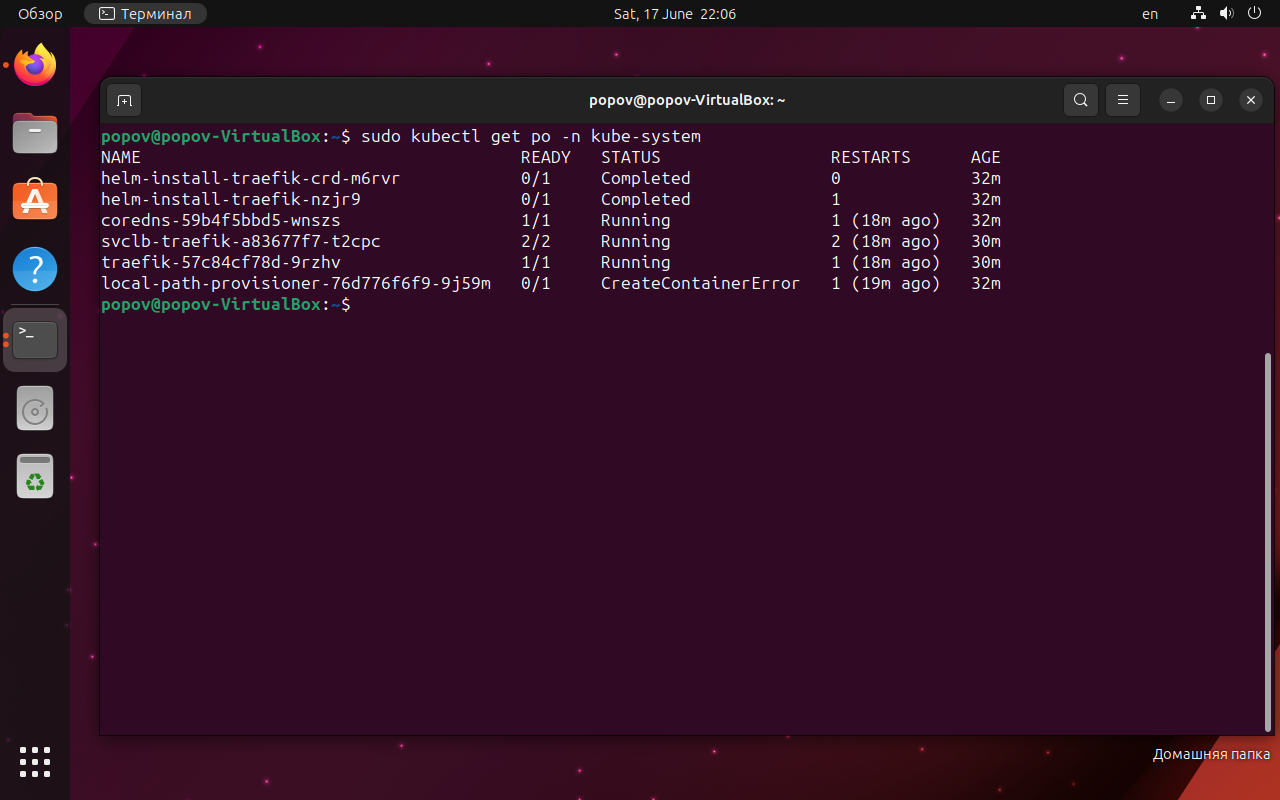 Обзор
Терминал
Sat, 17 June 22:06
en
popov@popov-VirtualBox: ~
popov@popov-VirtualBox:~$ sudo kubectl get po -n kube-system
NAME READY STATUS RESTARTS AGE
helm-install-traefik-crd-m6rvr 0/1 Completed 0 32m
helm-install-traefik-nzjr9 0/1 Completed 1 32m
coredns-59b4f5bbd5-wnszs 1/1 Running 1 (18m ago) 32m
svclb-traefik-a83677f7-t2cpc 2/2 Running 2 (18m ago) 30m
traefik-57c84cf78d-9rzhv 1/1 Running 1 (18m ago) 30m
local-path-provisioner-76d776f6f9-9j59m 0/1 CreateContainerError 1 (19m ago) 32m
popov@popov-VirtualBox:~$
Домашняя папка